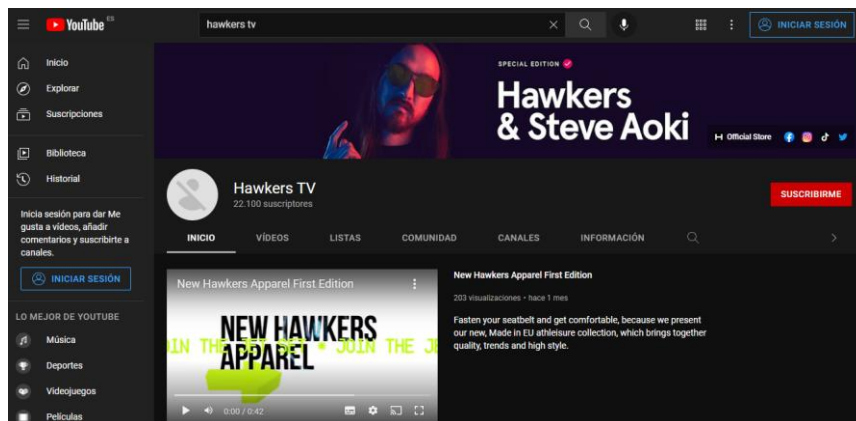 YouTube ES
hawkers tv
INICIAR SESIÓN
Inicio
Explorar
Suscripciones
Biblioteca
Historial
Inicia sesión para dar Me
gusta a vídeos, añadir
comentarios y suscribirte a
canales.
INICIAR SESIÓN
LO MEJOR DE YOUTUBE
Música
Deportes
Videojuegos
Películas
SPECIAL EDITION
Hawkers
& Steve Aoki
H Official Store
Hawkers TV
22.100 suscriptores
SUSCRIBIRME
INICIO VÍDEOS LISTAS COMUNIDAD CANALES INFORMACIÓN
New Hawkers Apparel First Edition
NEW HAWKERS
JOIN THE JET SET • JOIN THE JE
APPAREL
0:00 / 0:42
New Hawkers Apparel First Edition
203 visualizaciones • hace 1 mes
Fasten your seatbelt and get comfortable, because we present
our new, Made in EU athleisure collection, which brings together
quality, trends and high style.